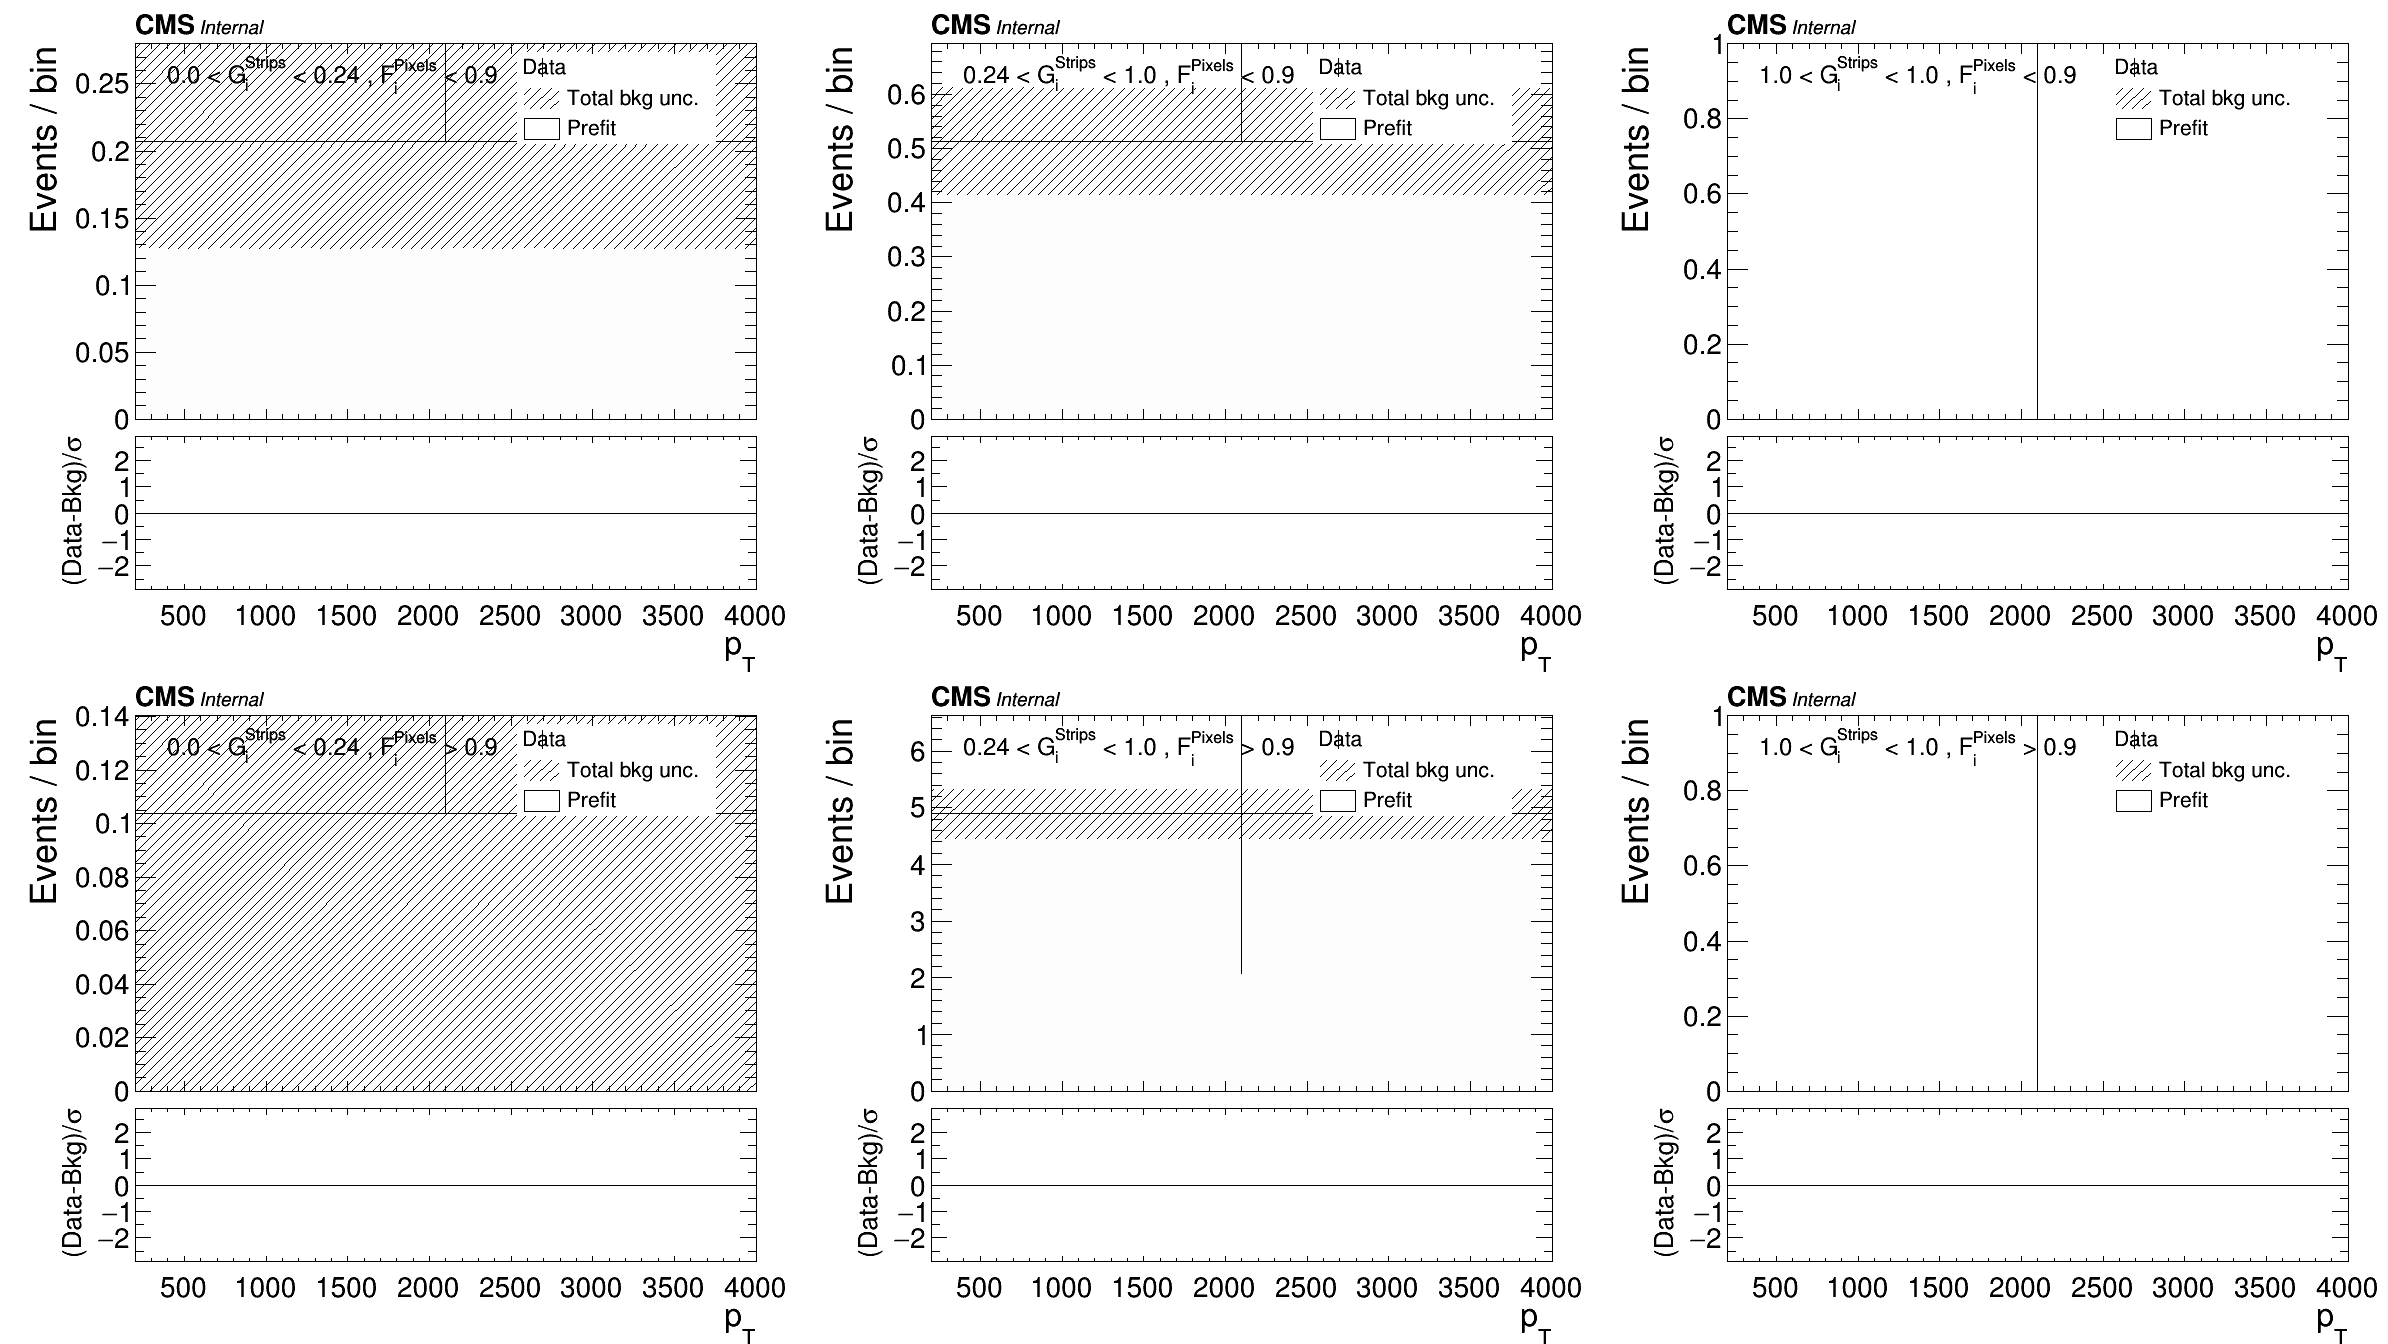 CMS Internal
Events / bin
0.0 < G_i^Strips < 0.24 , F_i^Pixels < 0.9
Data
Total bkg unc.
Prefit
0.25
0.2
0.15
0.1
0.05
0
(Data-Bkg)/σ
2
1
0
−1
−2
500 1000 1500 2000 2500 3000 3500 4000
p_T
CMS Internal
Events / bin
0.24 < G_i^Strips < 1.0 , F_i^Pixels < 0.9
Data
Total bkg unc.
Prefit
0.6
0.5
0.4
0.3
0.2
0.1
0
(Data-Bkg)/σ
2
1
0
−1
−2
500 1000 1500 2000 2500 3000 3500 4000
p_T
CMS Internal
Events / bin
1.0 < G_i^Strips < 1.0 , F_i^Pixels < 0.9
Data
Total bkg unc.
Prefit
1
0.8
0.6
0.4
0.2
0
(Data-Bkg)/σ
2
1
0
−1
−2
500 1000 1500 2000 2500 3000 3500 4000
p_T
CMS Internal
Events / bin
0.0 < G_i^Strips < 0.24 , F_i^Pixels > 0.9
Data
Total bkg unc.
Prefit
0.14
0.12
0.1
0.08
0.06
0.04
0.02
0
(Data-Bkg)/σ
2
1
0
−1
−2
500 1000 1500 2000 2500 3000 3500 4000
p_T
CMS Internal
Events / bin
0.24 < G_i^Strips < 1.0 , F_i^Pixels > 0.9
Data
Total bkg unc.
Prefit
6
5
4
3
2
1
0
(Data-Bkg)/σ
2
1
0
−1
−2
500 1000 1500 2000 2500 3000 3500 4000
p_T
CMS Internal
Events / bin
1.0 < G_i^Strips < 1.0 , F_i^Pixels > 0.9
Data
Total bkg unc.
Prefit
1
0.8
0.6
0.4
0.2
0
(Data-Bkg)/σ
2
1
0
−1
−2
500 1000 1500 2000 2500 3000 3500 4000
p_T